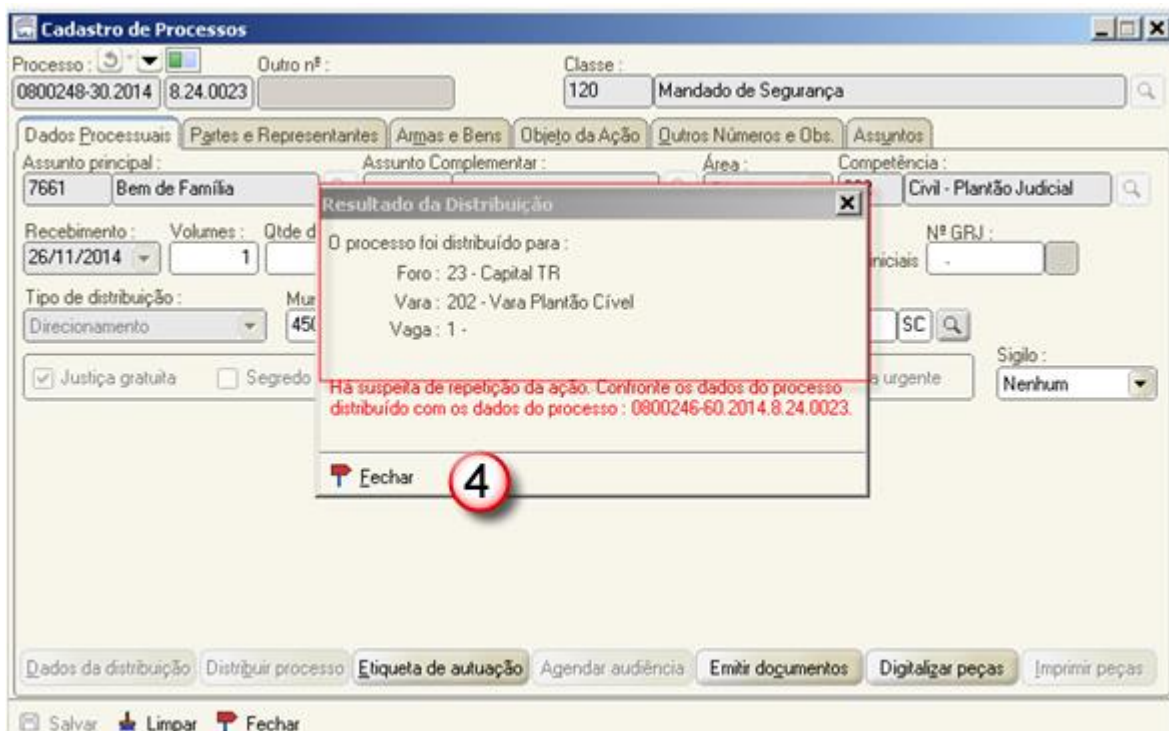 Cadastro de Processos
Processo : Outro nº : Classe :
0800248-30.2014 8.24.0023 120 Mandado de Segurança
Dados Processuais Partes e Representantes Armas e Bens Objeto da Ação Outros Números e Obs. Assuntos
Assunto principal : Assunto Complementar : Área : Competência :
7661 Bem de Família Civil - Plantão Judicial
Resultado da Distribuição
Recebimento : Volumes : Qtde d Nº GRJ :
26/11/2014 1 niciais -
O processo foi distribuído para :
Foro : 23 - Capital TR
Vara : 202 - Vara Plantão Cível
Vaga : 1 -
Tipo de distribuição : Mur
Direcionamento 450 SC
Justiça gratuita Segredo a urgente Sigilo :
Nenhum
Há suspeita de repetição da ação. Confronte os dados do processo
distribuído com os dados do processo : 0800246-60.2014.8.24.0023.
Fechar 4
Dados da distribuição Distribuir processo Etiqueta de autuação Agendar audiência Emitir documentos Digitalizar peças Imprimir peças
Salvar Limpar Fechar